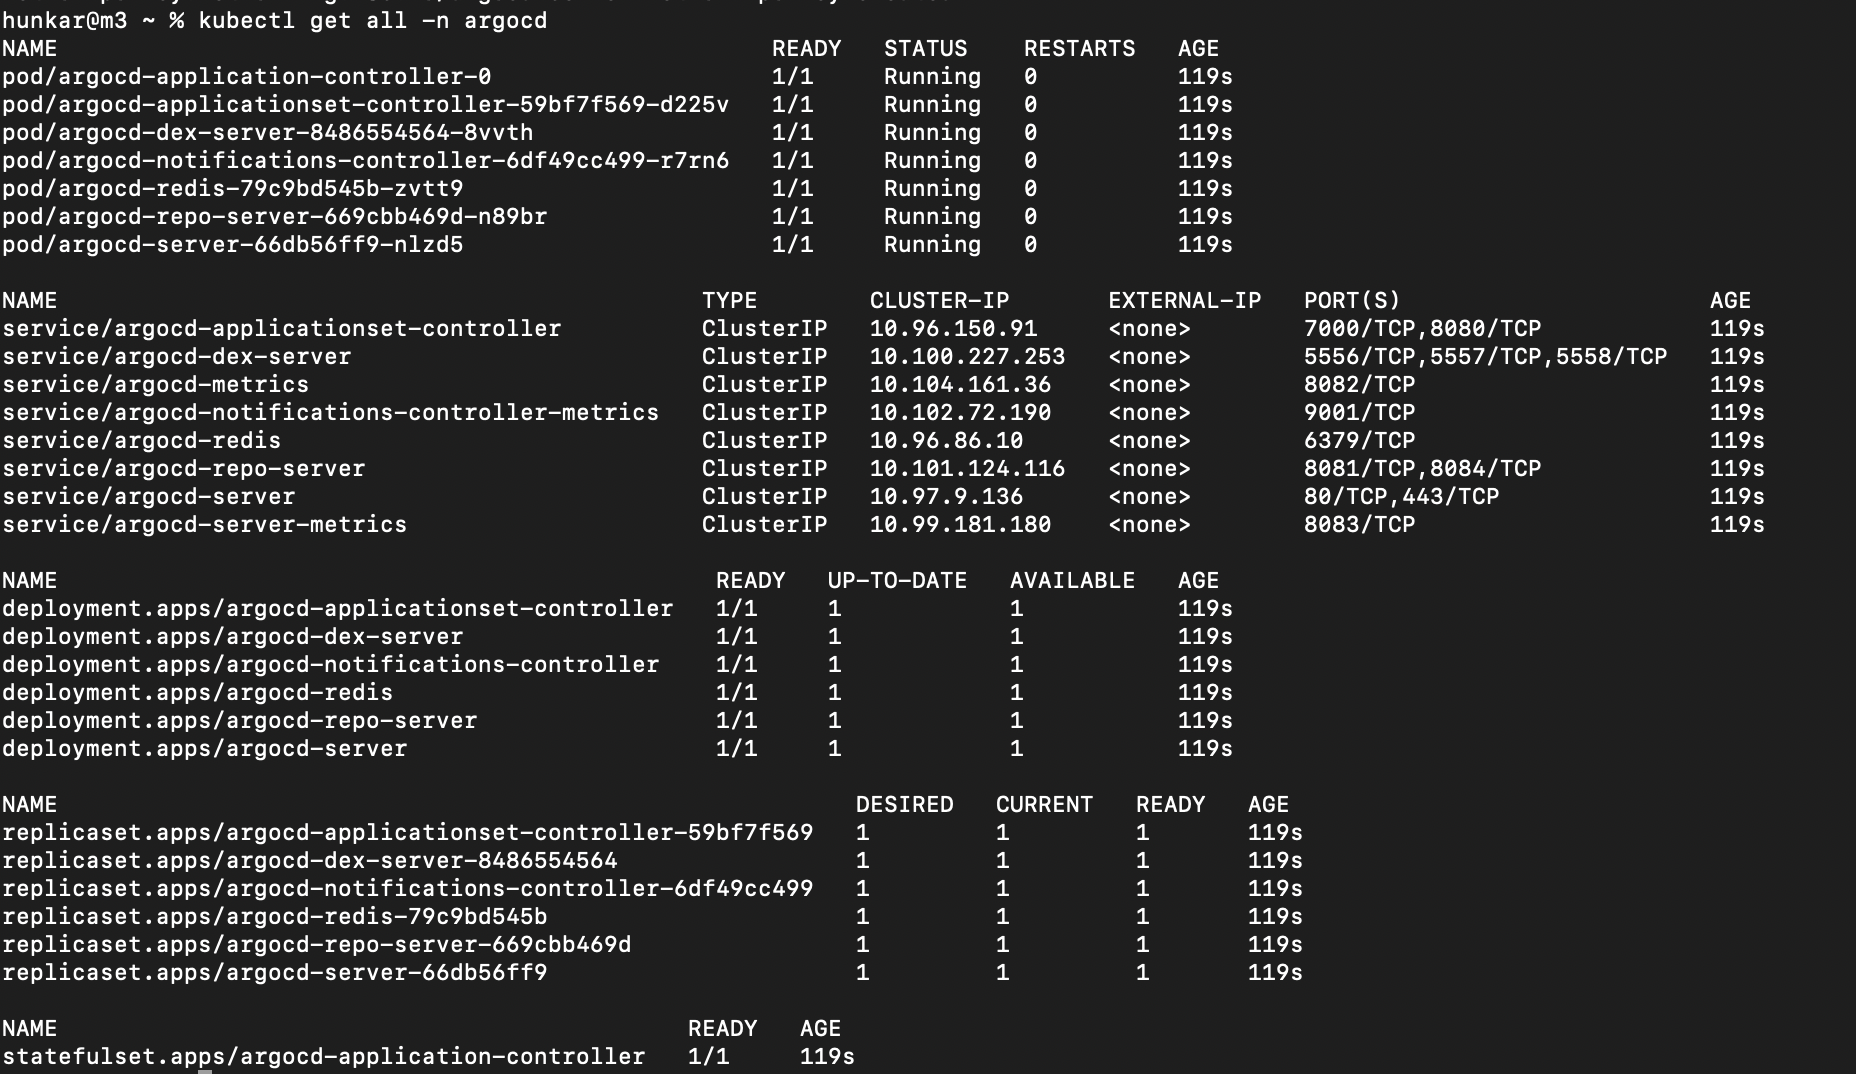 hunkar@m3 ~ % kubectl get all -n argocd
NAME READY STATUS RESTARTS AGE
pod/argocd-application-controller-0 1/1 Running 0 119s
pod/argocd-applicationset-controller-59bf7f569-d225v 1/1 Running 0 119s
pod/argocd-dex-server-8486554564-8vvth 1/1 Running 0 119s
pod/argocd-notifications-controller-6df49cc499-r7rn6 1/1 Running 0 119s
pod/argocd-redis-79c9bd545b-zvtt9 1/1 Running 0 119s
pod/argocd-repo-server-669cbb469d-n89br 1/1 Running 0 119s
pod/argocd-server-66db56ff9-nlzd5 1/1 Running 0 119s
NAME TYPE CLUSTER-IP EXTERNAL-IP PORT(S) AGE
service/argocd-applicationset-controller ClusterIP 10.96.150.91 <none> 7000/TCP,8080/TCP 119s
service/argocd-dex-server ClusterIP 10.100.227.253 <none> 5556/TCP,5557/TCP,5558/TCP 119s
service/argocd-metrics ClusterIP 10.104.161.36 <none> 8082/TCP 119s
service/argocd-notifications-controller-metrics ClusterIP 10.102.72.190 <none> 9001/TCP 119s
service/argocd-redis ClusterIP 10.96.86.10 <none> 6379/TCP 119s
service/argocd-repo-server ClusterIP 10.101.124.116 <none> 8081/TCP,8084/TCP 119s
service/argocd-server ClusterIP 10.97.9.136 <none> 80/TCP,443/TCP 119s
service/argocd-server-metrics ClusterIP 10.99.181.180 <none> 8083/TCP 119s
NAME READY UP-TO-DATE AVAILABLE AGE
deployment.apps/argocd-applicationset-controller 1/1 1 1 119s
deployment.apps/argocd-dex-server 1/1 1 1 119s
deployment.apps/argocd-notifications-controller 1/1 1 1 119s
deployment.apps/argocd-redis 1/1 1 1 119s
deployment.apps/argocd-repo-server 1/1 1 1 119s
deployment.apps/argocd-server 1/1 1 1 119s
NAME DESIRED CURRENT READY AGE
replicaset.apps/argocd-applicationset-controller-59bf7f569 1 1 1 119s
replicaset.apps/argocd-dex-server-8486554564 1 1 1 119s
replicaset.apps/argocd-notifications-controller-6df49cc499 1 1 1 119s
replicaset.apps/argocd-redis-79c9bd545b 1 1 1 119s
replicaset.apps/argocd-repo-server-669cbb469d 1 1 1 119s
replicaset.apps/argocd-server-66db56ff9 1 1 1 119s
NAME READY AGE
statefulset.apps/argocd-application-controller 1/1 119s